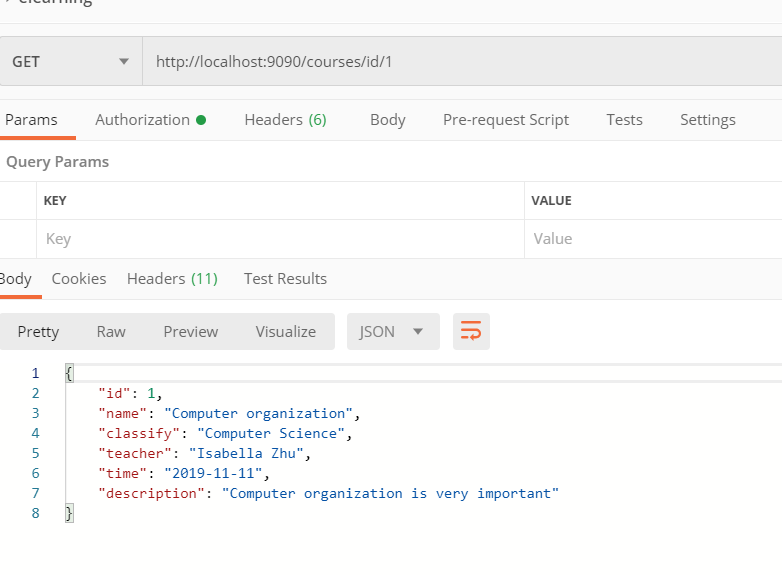 elearning
GET http://localhost:9090/courses/id/1
Params Authorization Headers (6) Body Pre-request Script Tests Settings
Query Params
KEY VALUE
Key Value
Body Cookies Headers (11) Test Results
Pretty Raw Preview Visualize JSON
1 {
2 "id": 1,
3 "name": "Computer organization",
4 "classify": "Computer Science",
5 "teacher": "Isabella Zhu",
6 "time": "2019-11-11",
7 "description": "Computer organization is very important"
8 }